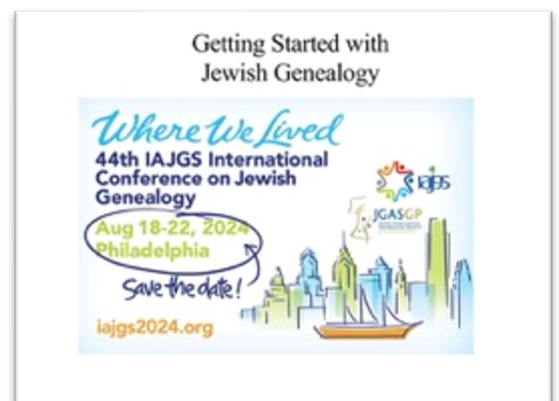 Getting Started with
Jewish Genealogy
Where We Lived
44th IAJGS International
Conference on Jewish
Genealogy
iajgs
JGASGP
Aug 18-22, 2024
Philadelphia
Save the date!
iajgs2024.org